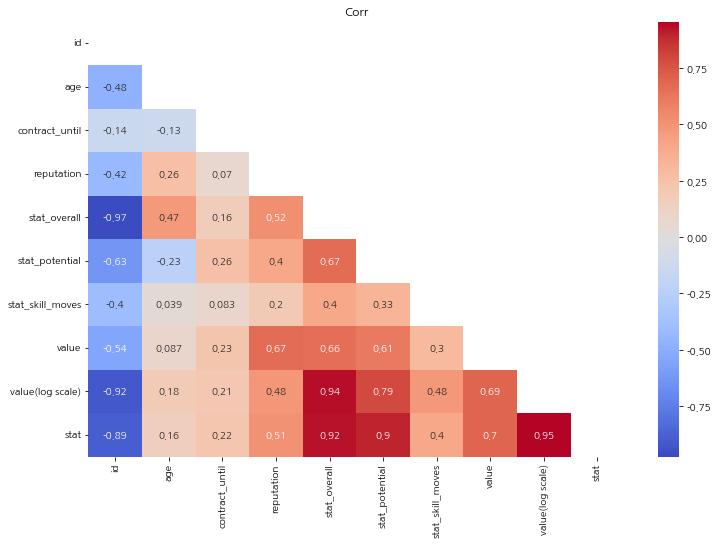 Corr
id
age -0,48
contract_until -0,14 -0,13
reputation -0,42 0,26 0,07
stat_overall -0,97 0,47 0,16 0,52
stat_potential -0,63 -0,23 0,26 0,4 0,67
stat_skill_moves -0,4 0,039 0,083 0,2 0,4 0,33
value -0,54 0,087 0,23 0,67 0,66 0,61 0,3
value(log scale) -0,92 0,18 0,21 0,48 0,94 0,79 0,48 0,69
stat -0,89 0,16 0,22 0,51 0,92 0,9 0,4 0,7 0,95
id age contract_until reputation stat_overall stat_potential stat_skill_moves value value(log scale) stat
0,75
0,50
0,25
0,00
-0,25
-0,50
-0,75